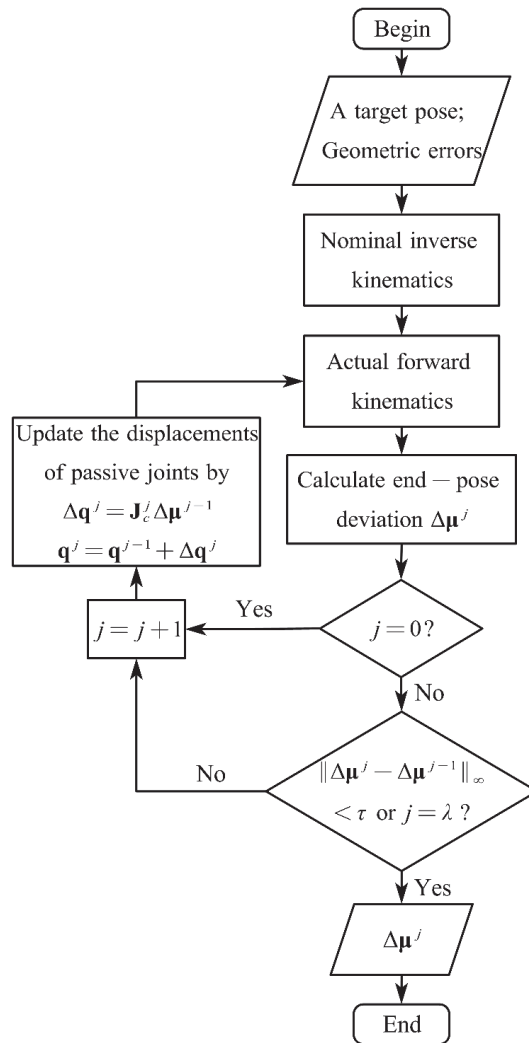 Begin
A target pose;
Geometric errors
Nominal inverse
kinematics
Actual forward
kinematics
Update the displacements
of passive joints by
Δq^j = J_c^j Δμ^{j−1}
q^j = q^{j−1} + Δq^j
Calculate end − pose
deviation Δμ^j
Yes
j = j + 1
j = 0?
No
No
‖Δμ^j − Δμ^{j−1}‖_∞
< τ or j = λ ?
Yes
Δμ^j
End